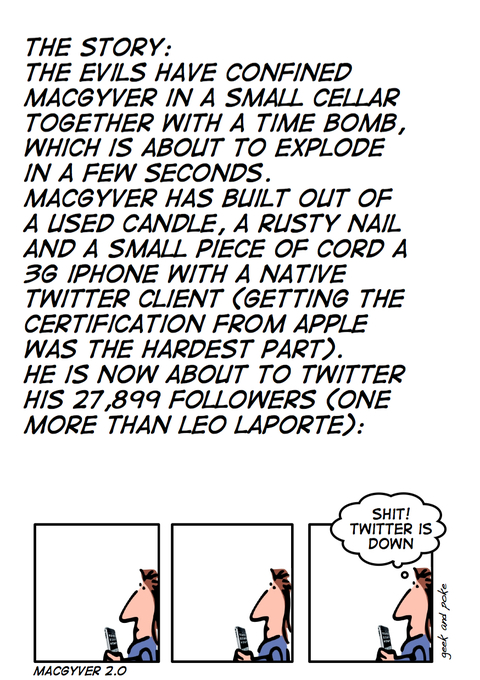 THE STORY:
THE EVILS HAVE CONFINED
MACGYVER IN A SMALL CELLAR
TOGETHER WITH A TIME BOMB,
WHICH IS ABOUT TO EXPLODE
IN A FEW SECONDS.
MACGYVER HAS BUILT OUT OF
A USED CANDLE, A RUSTY NAIL
AND A SMALL PIECE OF CORD A
3G IPHONE WITH A NATIVE
TWITTER CLIENT (GETTING THE
CERTIFICATION FROM APPLE
WAS THE HARDEST PART).
HE IS NOW ABOUT TO TWITTER
HIS 27,899 FOLLOWERS (ONE
MORE THAN LEO LAPORTE):
SHIT!
TWITTER IS
DOWN
geek and poke
MACGYVER 2.0